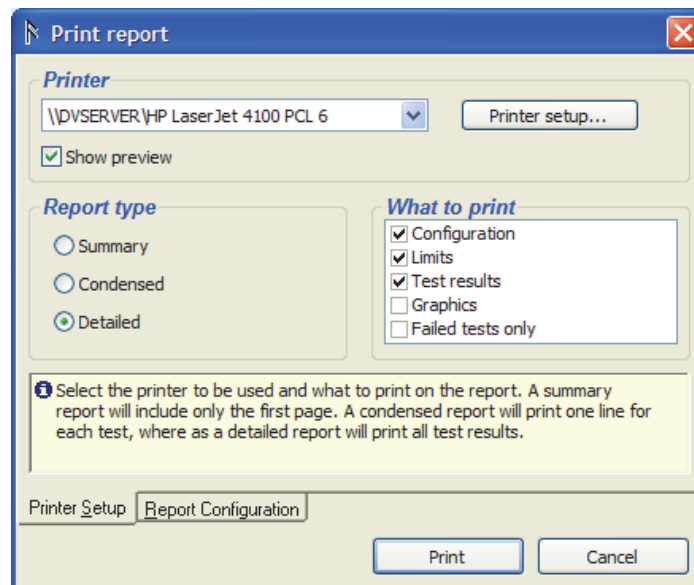 Print report
Printer
\\DVSERVER\HP LaserJet 4100 PCL 6
Printer setup...
Show preview
Report type
Summary
Condensed
Detailed
What to print
Configuration
Limits
Test results
Graphics
Failed tests only
Select the printer to be used and what to print on the report. A summary
report will include only the first page. A condensed report will print one line for
each test, where as a detailed report will print all test results.
Printer Setup
Report Configuration
Print
Cancel